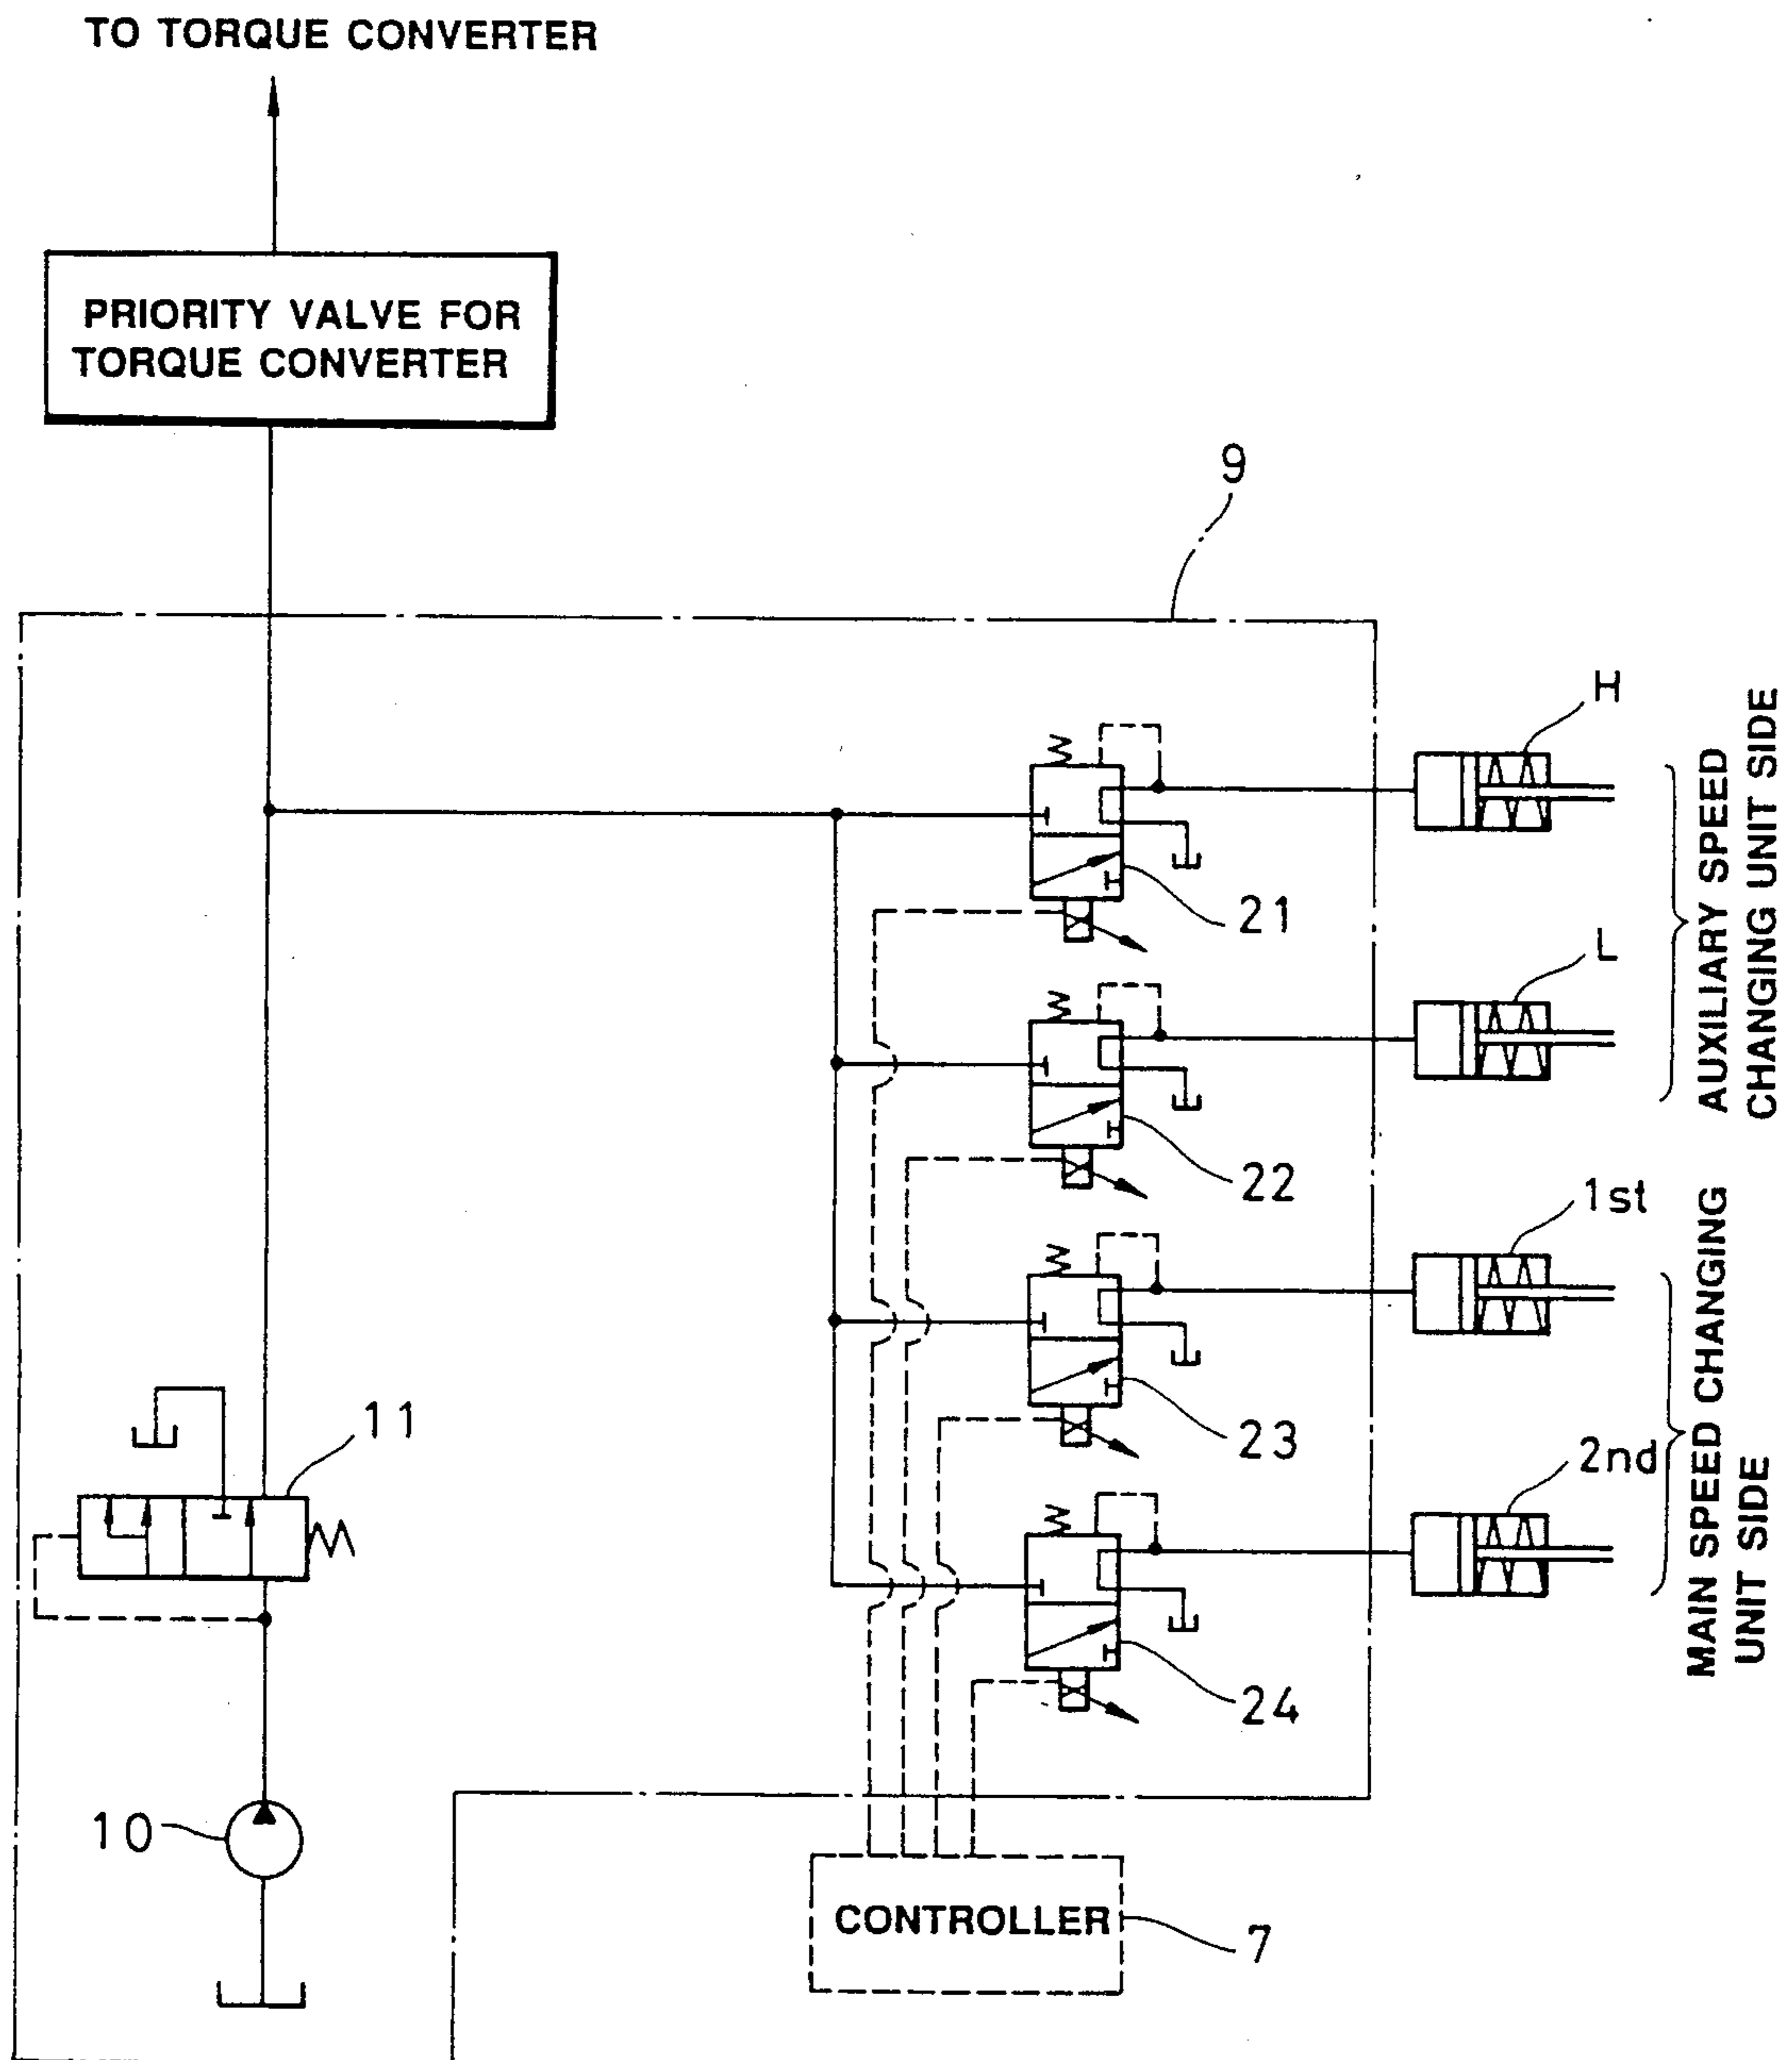 TO TORQUE CONVERTER
PRIORITY VALVE FOR
TORQUE CONVERTER
9
H
21
L
22
AUXILIARY SPEED
CHANGING UNIT SIDE
1st
11
23
2nd
24
MAIN SPEED CHANGING
UNIT SIDE
10
CONTROLLER
7